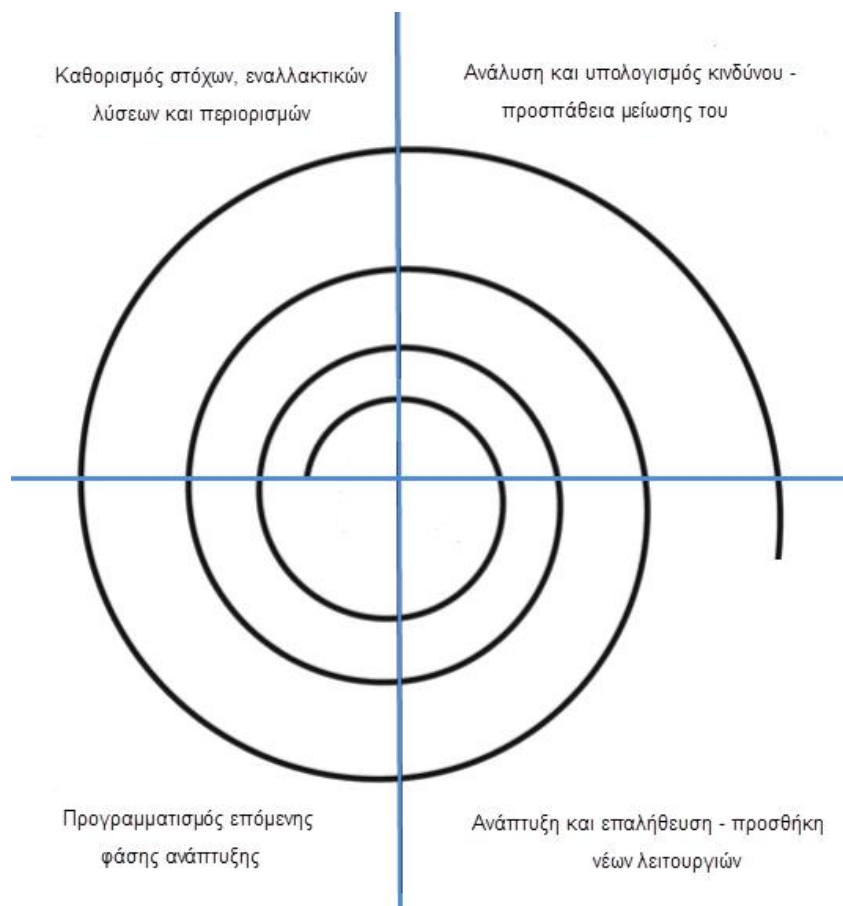 Καθορισμός στόχων, εναλλακτικών
λύσεων και περιορισμών
Ανάλυση και υπολογισμός κινδύνου -
προσπάθεια μείωσης του
Προγραμματισμός επόμενης
φάσης ανάπτυξης
Ανάπτυξη και επαλήθευση - προσθήκη
νέων λειτουργιών